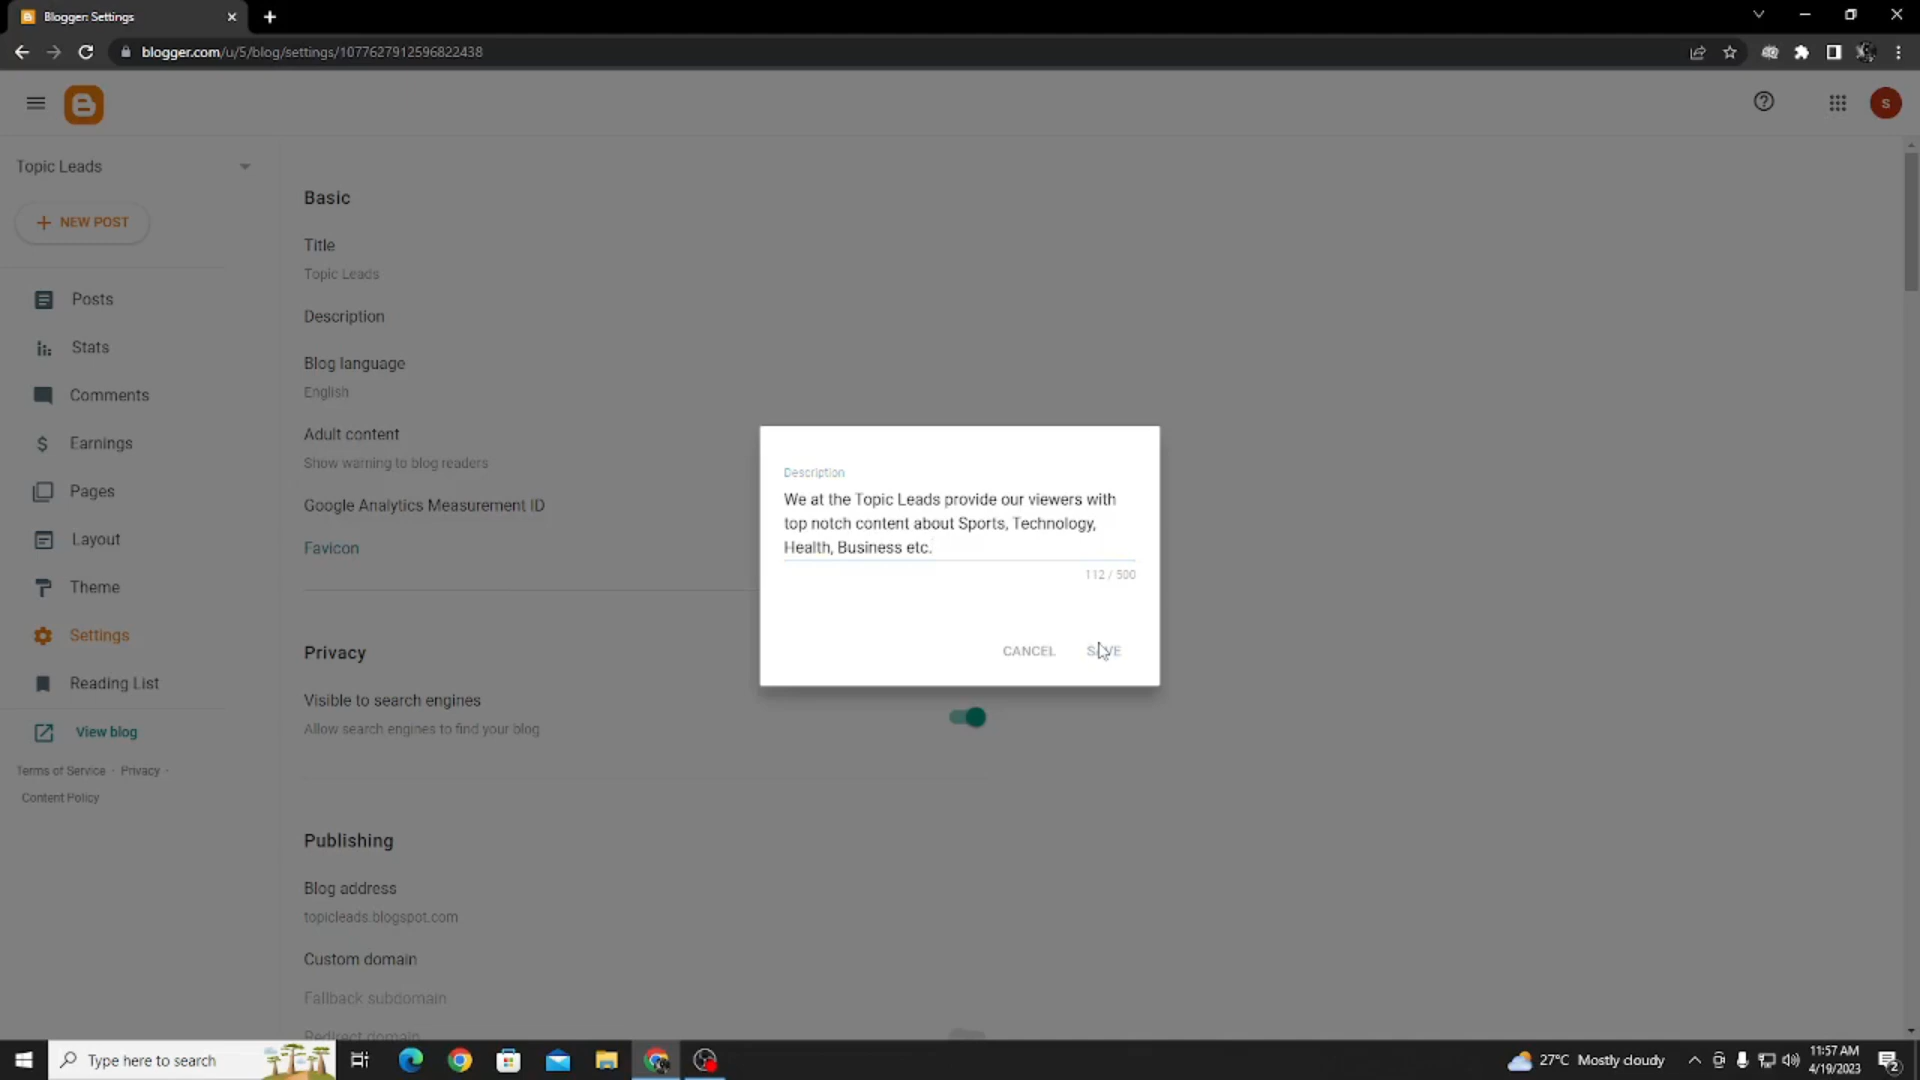 Blogger: Settings
blogger.com/u/5/blog/settings/1077627912596822438
S
Topic Leads
NEW POST
Posts
Stats
Comments
Earnings
Pages
Layout
Theme
Settings
Reading List
View blog
Terms of Service · Privacy ·
Content Policy
Basic
Title
Topic Leads
Description
Blog language
English
Adult content
Show warning to blog readers
Google Analytics Measurement ID
Favicon
Privacy
Visible to search engines
Allow search engines to find your blog
Publishing
Blog address
topicleads.blogspot.com
Custom domain
Fallback subdomain
Redirect domain
Description
We at the Topic Leads provide our viewers with
top notch content about Sports, Technology,
Health, Business etc.
112 / 500
CANCEL SAVE
Type here to search
27°C Mostly cloudy
11:57 AM
4/19/2023
2